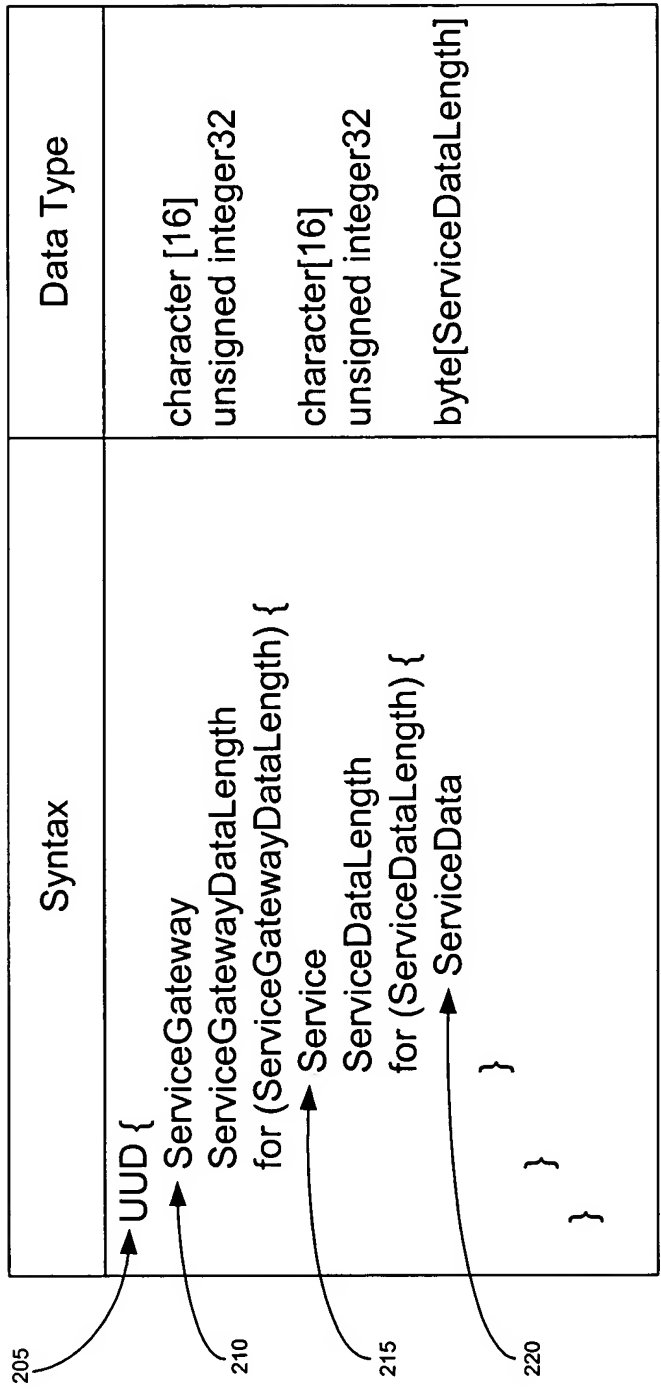 Syntax Data Type
205 UUD {
210 ServiceGateway character [16]
ServiceGatewayDataLength unsigned integer32
for (ServiceGatewayDataLength) {
215 Service character[16]
ServiceDataLength unsigned integer32
for (ServiceDataLength) {
220 ServiceData byte[ServiceDataLength]
}
}
}